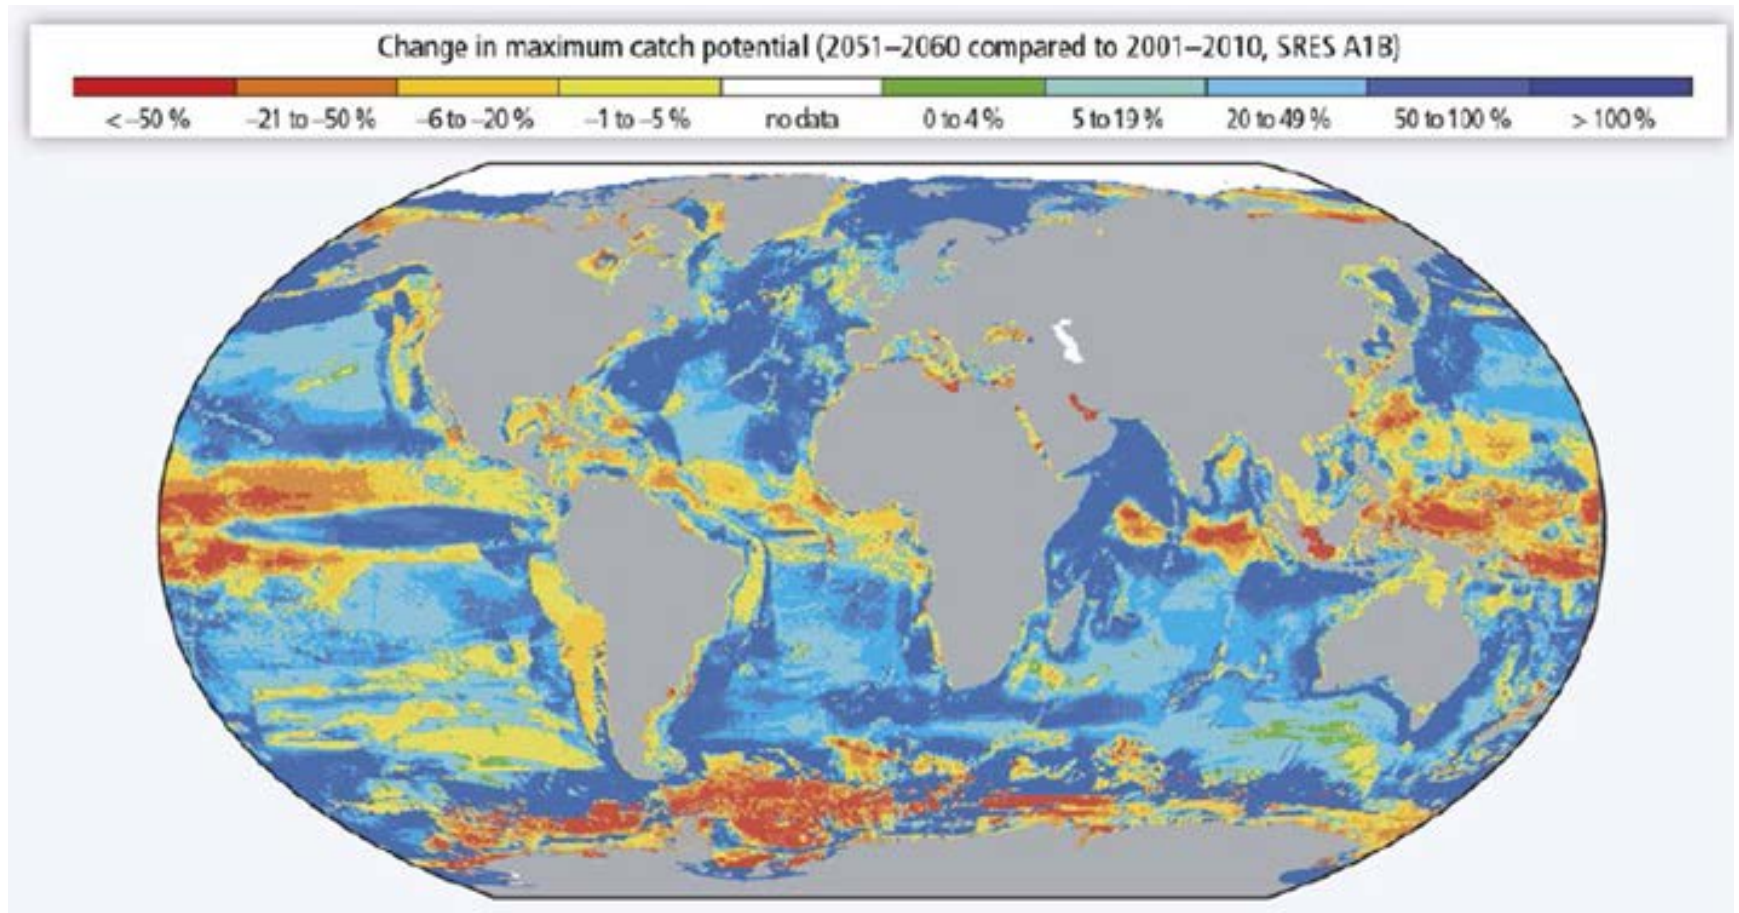 Change in maximum catch potential (2051–2060 compared to 2001–2010, SRES A1B)
< –50 % –21 to –50 % –6 to –20 % –1 to –5 % no data 0 to 4 % 5 to 19 % 20 to 49 % 50 to 100 % > 100 %